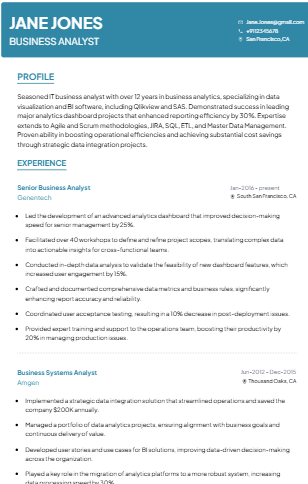 JANE JONES
BUSINESS ANALYST
Jane.Jones@gmail.com
+9112345678
San Francisco, CA
PROFILE
Seasoned IT business analyst with over 12 years in business analytics, specializing in data
visualization and BI software, including Qlikview and SAS. Demonstrated success in leading
major analytics dashboard projects that enhanced reporting efficiency by 30%. Expertise
extends to Agile and Scrum methodologies, JIRA, SQL, ETL, and Master Data Management.
Proven ability in boosting operational efficiencies and achieving substantial cost savings
through strategic data integration projects.
EXPERIENCE
Senior Business Analyst
Jan-2016 - present
Genentech
South San Francisco, CA
Led the development of an advanced analytics dashboard that improved decision-making
speed for senior management by 25%.
Facilitated over 40 workshops to define and refine project scopes, translating complex data
into actionable insights for cross-functional teams.
Conducted in-depth data analysis to validate the feasibility of new dashboard features, which
increased user engagement by 15%.
Crafted and documented comprehensive data metrics and business rules, significantly
enhancing report accuracy and reliability.
Coordinated user acceptance testing, resulting in a 10% decrease in post-deployment issues.
Provided expert training and support to the operations team, boosting their productivity by
20% in managing production issues.
Business Systems Analyst
Jun-2012 - Dec-2015
Amgen
Thousand Oaks, CA
Implemented a strategic data integration solution that streamlined operations and saved the
company $200K annually.
Managed a portfolio of data analytics projects, ensuring alignment with business goals and
continuous delivery of value.
Developed user stories and use cases for BI solutions, improving data-driven decision-making
across the organization.
Played a key role in the migration of analytics platforms to a more robust system, increasing
data processing speed by 30%.